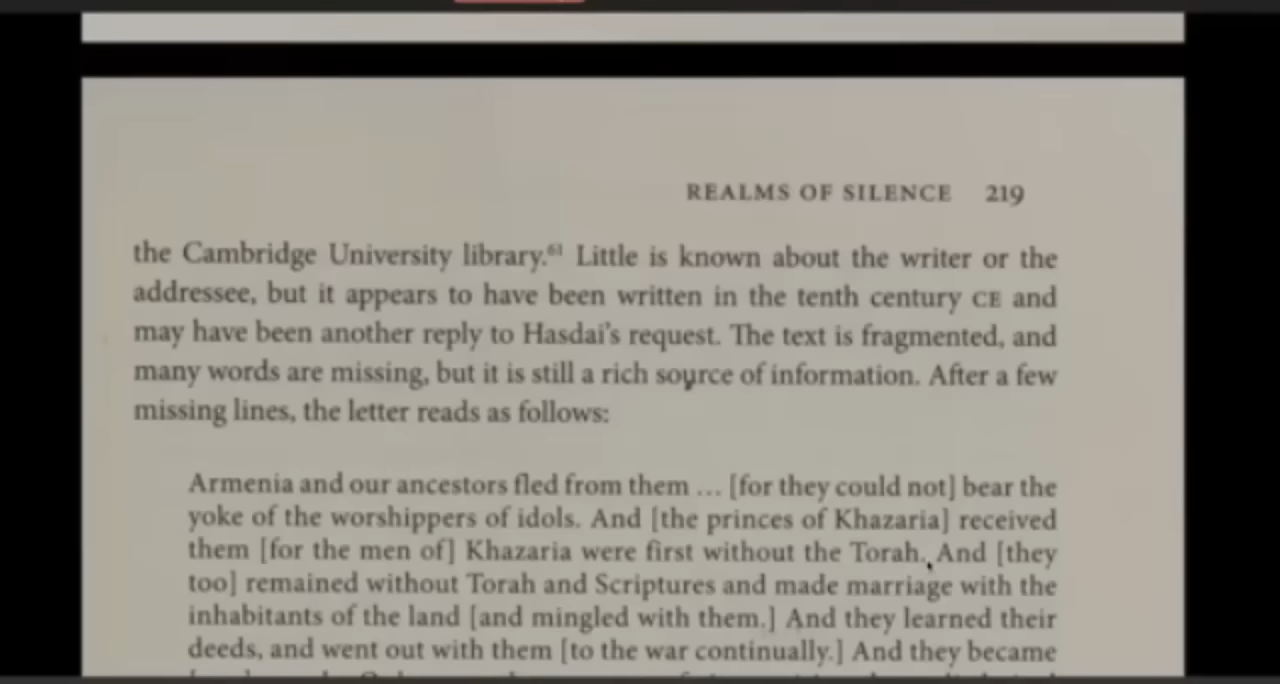 REALMS OF SILENCE 219
the Cambridge University library.⁶¹ Little is known about the writer or the
addressee, but it appears to have been written in the tenth century CE and
may have been another reply to Hasdai's request. The text is fragmented, and
many words are missing, but it is still a rich source of information. After a few
missing lines, the letter reads as follows:
Armenia and our ancestors fled from them ... [for they could not] bear the
yoke of the worshippers of idols. And [the princes of Khazaria] received
them [for the men of] Khazaria were first without the Torah. And [they
too] remained without Torah and Scriptures and made marriage with the
inhabitants of the land [and mingled with them.] And they learned their
deeds, and went out with them [to the war continually.] And they became